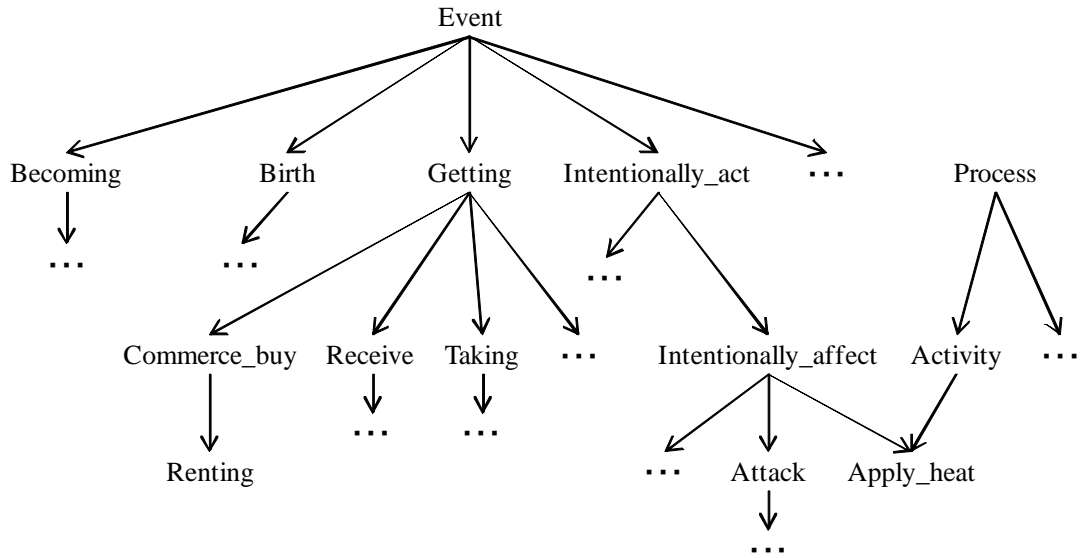 Event
Becoming Birth Getting Intentionally_act ... Process
... ... ...
Commerce_buy Receive Taking ... Intentionally_affect Activity ...
... ...
Renting ... Attack Apply_heat
...